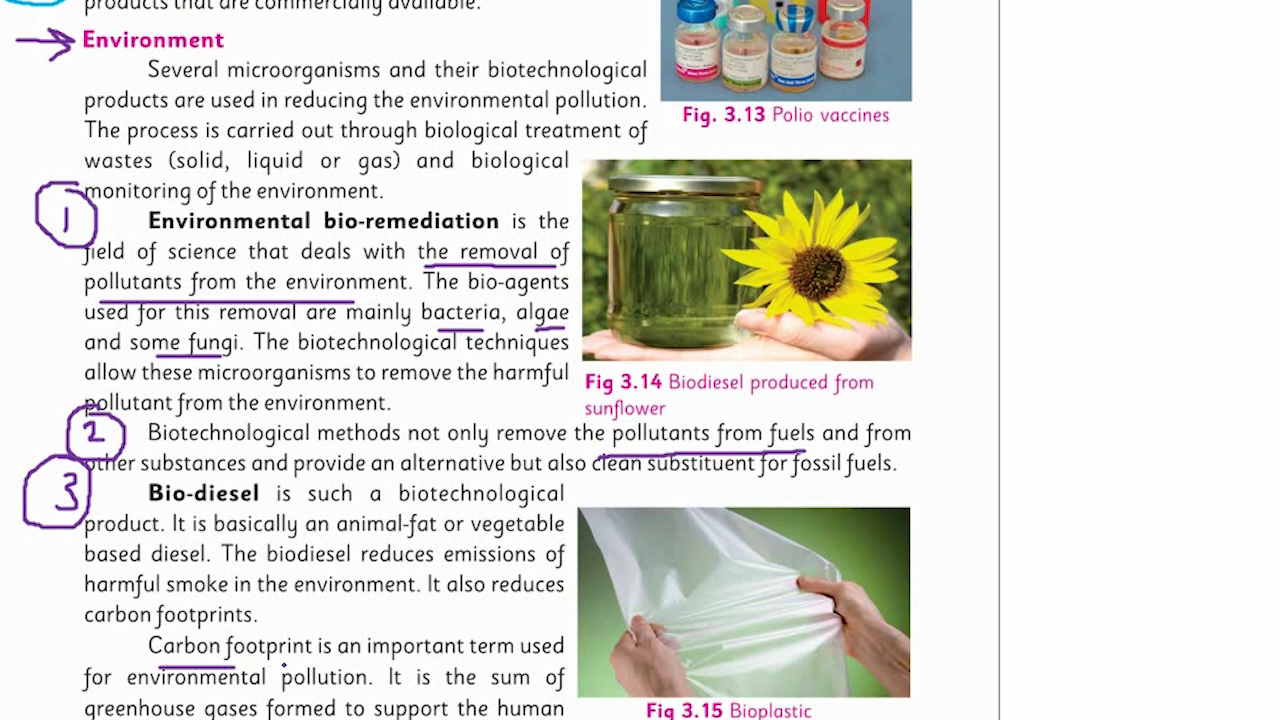 products that are commercially available.
Environment
Several microorganisms and their biotechnological
products are used in reducing the environmental pollution.
The process is carried out through biological treatment of
wastes (solid, liquid or gas) and biological
monitoring of the environment.
Fig. 3.13 Polio vaccines
1
Environmental bio-remediation is the
field of science that deals with the removal of
pollutants from the environment. The bio-agents
used for this removal are mainly bacteria, algae
and some fungi. The biotechnological techniques
allow these microorganisms to remove the harmful
pollutant from the environment.
Fig 3.14 Biodiesel produced from
sunflower
2
Biotechnological methods not only remove the pollutants from fuels and from
other substances and provide an alternative but also clean substituent for fossil fuels.
3
Bio-diesel is such a biotechnological
product. It is basically an animal-fat or vegetable
based diesel. The biodiesel reduces emissions of
harmful smoke in the environment. It also reduces
carbon footprints.
Carbon footprint is an important term used
for environmental pollution. It is the sum of
greenhouse gases formed to support the human
Fig 3.15 Bioplastic